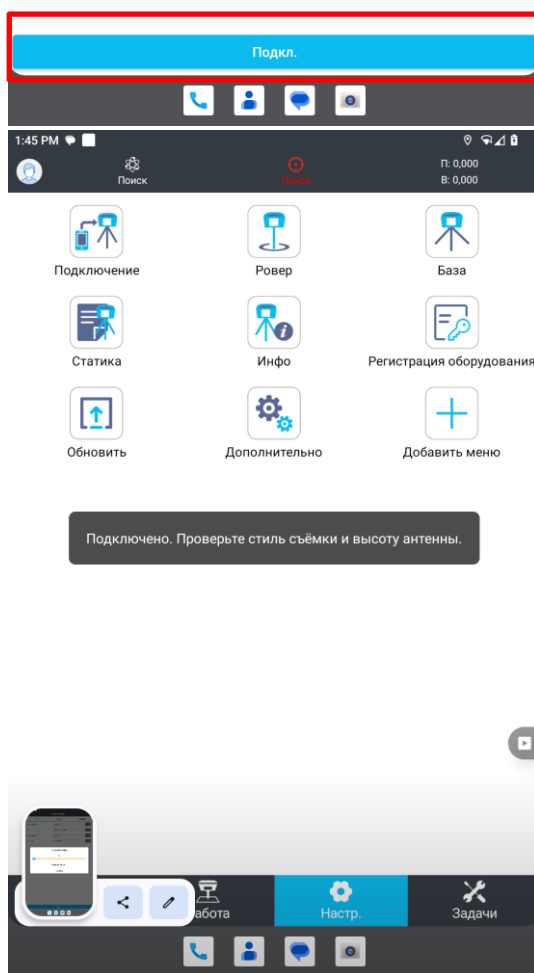 Подкл.
1:45 PM
Поиск
Поиск
П: 0,000
В: 0,000
Подключение
Ровер
База
Статика
Инфо
Регистрация оборудования
Обновить
Дополнительно
Добавить меню
Подключено. Проверьте стиль съёмки и высоту антенны.
абота
Настр.
Задачи